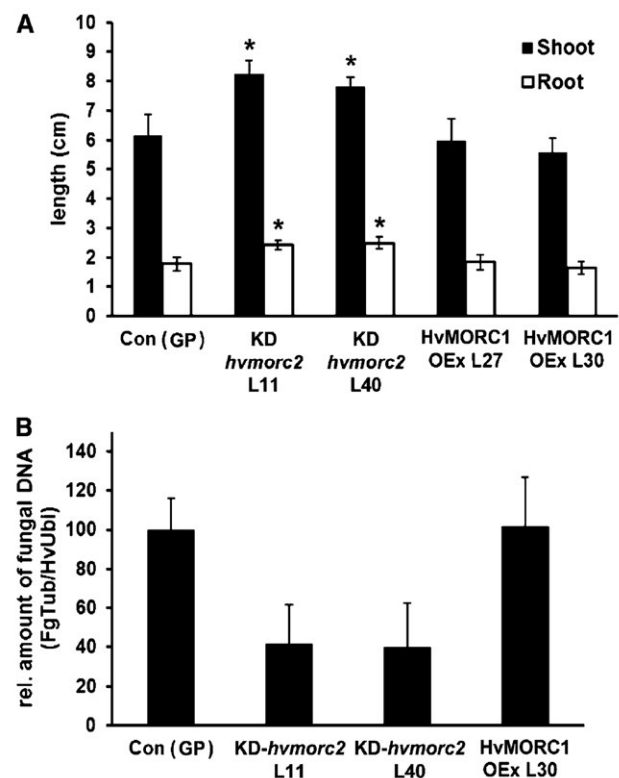 A
10
9
8
7
6
5
4
3
2
1
0
length (cm)
Shoot
Root
*
*
*
*
Con (GP)
KD
hvmorc2
L11
KD
hvmorc2
L40
HvMORC1
OEx L27
HvMORC1
OEx L30
B
140
120
100
80
60
40
20
0
rel. amount of fungal DNA
(FgTub/HvUbI)
Con (GP)
KD-hvmorc2
L11
KD-hvmorc2
L40
HvMORC1
OEx L30